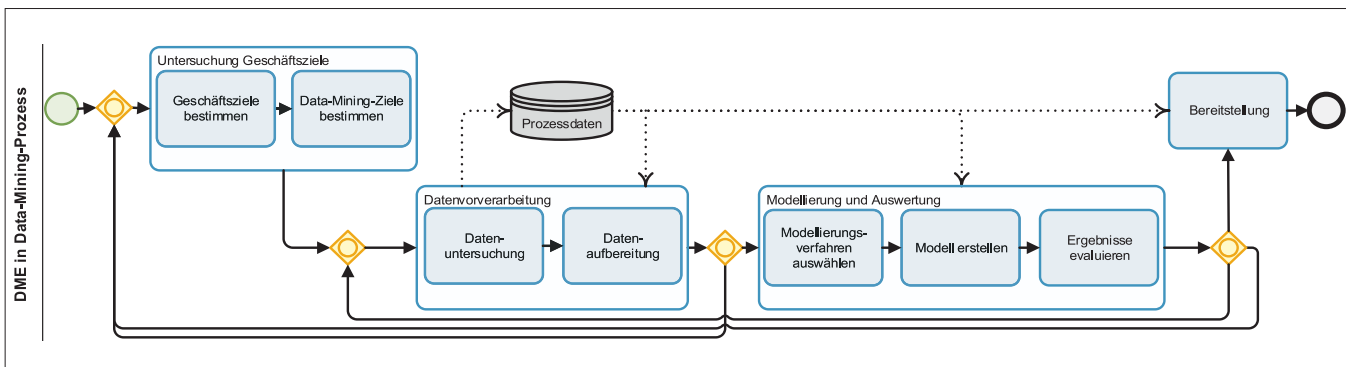 DME in Data-Mining-Prozess
Untersuchung Geschäftsziele
Geschäftsziele
bestimmen
Data-Mining-Ziele
bestimmen
Prozessdaten
Bereitstellung
Datenvorverarbeitung
Daten-
untersuchung
Daten-
aufbereitung
Modellierung und Auswertung
Modellierungs-
verfahren
auswählen
Modell erstellen
Ergebnisse
evaluieren